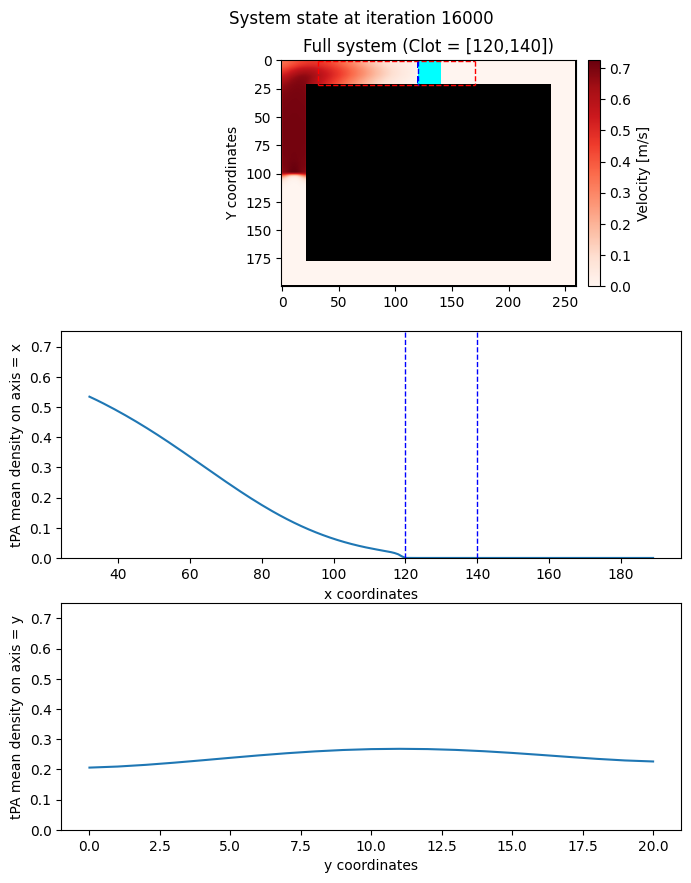 System state at iteration 16000
Full system (Clot = [120,140])
0
25
50
75
100
125
150
175
Y coordinates
0 50 100 150 200 250
0.7
0.6
0.5
0.4
0.3
0.2
0.1
0.0
Velocity [m/s]
0.7
0.6
0.5
0.4
0.3
0.2
0.1
0.0
tPA mean density on axis = x
40 60 80 100 120 140 160 180
x coordinates
0.7
0.6
0.5
0.4
0.3
0.2
0.1
0.0
tPA mean density on axis = y
0.0 2.5 5.0 7.5 10.0 12.5 15.0 17.5 20.0
y coordinates